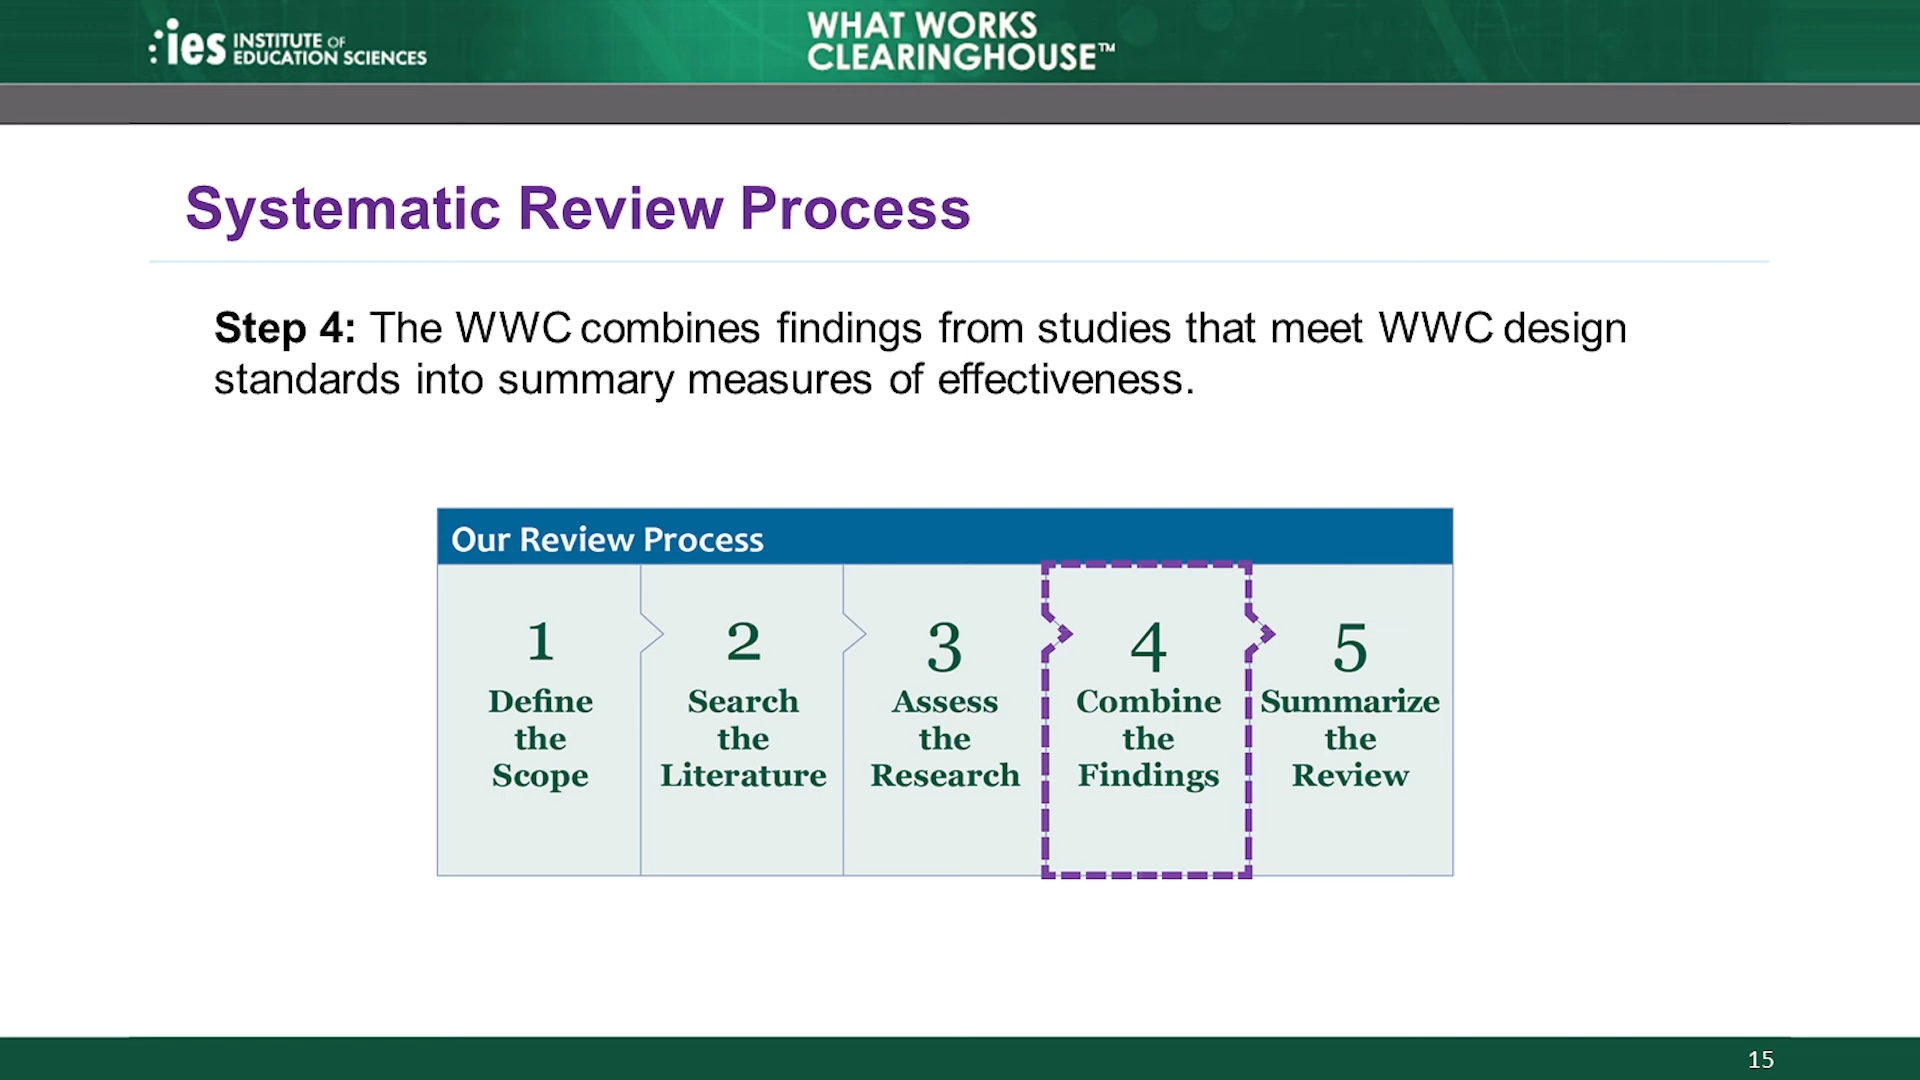 ies INSTITUTE OF
EDUCATION SCIENCES
WHAT WORKS
CLEARINGHOUSE™
Systematic Review Process
Step 4: The WWC combines findings from studies that meet WWC design
standards into summary measures of effectiveness.
Our Review Process
1
Define
the
Scope
2
Search
the
Literature
3
Assess
the
Research
4
Combine
the
Findings
5
Summarize
the
Review
15